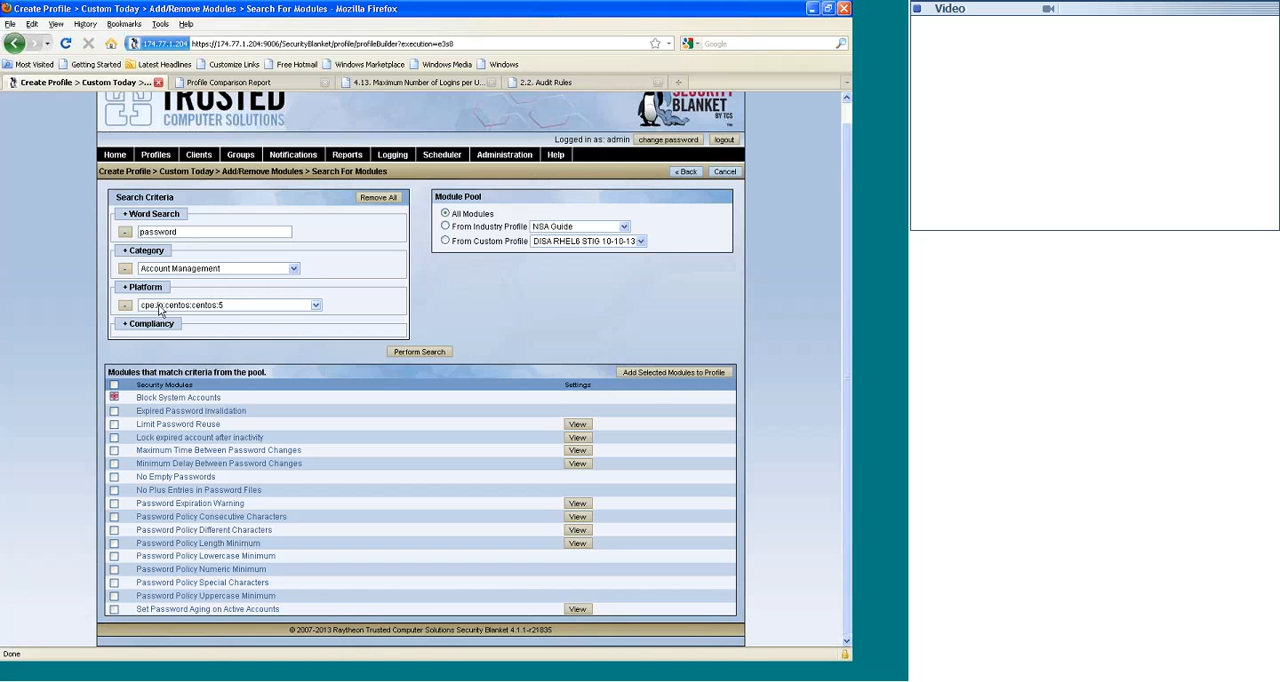 Create Profile > Custom Today > Add/Remove Modules > Search For Modules - Mozilla Firefox
Video
File Edit View History Bookmarks Tools Help
174.77.1.204 https://174.77.1.204:9006/SecurityBlanket/profile/profileBuilder?execution=e3s8
Google
Most Visited Getting Started Latest Headlines Customize Links Free Hotmail Windows Marketplace Windows Media Windows
Create Profile > Custom Today >... Profile Comparison Report 4.13. Maximum Number of Logins per U... 2.2. Audit Rules
TRUSTED
COMPUTER SOLUTIONS
SECURITY
BLANKET
BY TCS
Logged in as: admin change password logout
Home Profiles Clients Groups Notifications Reports Logging Scheduler Administration Help
Create Profile > Custom Today > Add/Remove Modules > Search For Modules < Back Cancel
Search Criteria Remove All
+ Word Search
- password
+ Category
- Account Management
+ Platform
- cpe:/o:centos:centos:5
+ Compliancy
Module Pool
All Modules
From Industry Profile NSA Guide
From Custom Profile DISA RHEL6 STIG 10-10-13
Perform Search
Modules that match criteria from the pool. Add Selected Modules to Profile
Security Modules Settings
Block System Accounts
Expired Password Invalidation
Limit Password Reuse View
Lock expired account after inactivity View
Maximum Time Between Password Changes View
Minimum Delay Between Password Changes View
No Empty Passwords
No Plus Entries in Password Files
Password Expiration Warning View
Password Policy Consecutive Characters View
Password Policy Different Characters View
Password Policy Length Minimum View
Password Policy Lowercase Minimum
Password Policy Numeric Minimum
Password Policy Special Characters
Password Policy Uppercase Minimum
Set Password Aging on Active Accounts View
© 2007-2013 Raytheon Trusted Computer Solutions Security Blanket 4.1.1-r21835
Done